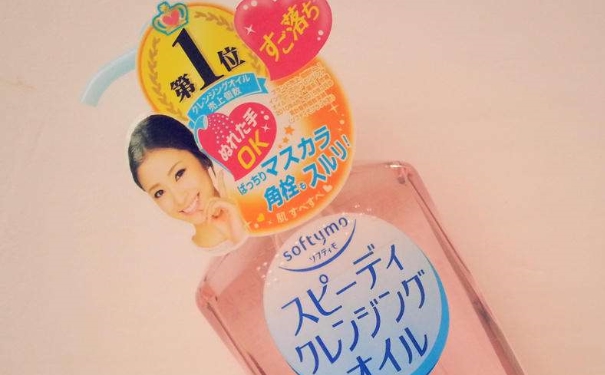 すご落ち
第1位
クレンジングオイル
売上個数
ぬれた手
OK
ぱっちりマスカラ
角栓もスルリ!
肌 すべすべ
softymo
ソフティモ
スピーディ
クレンジング
オイル